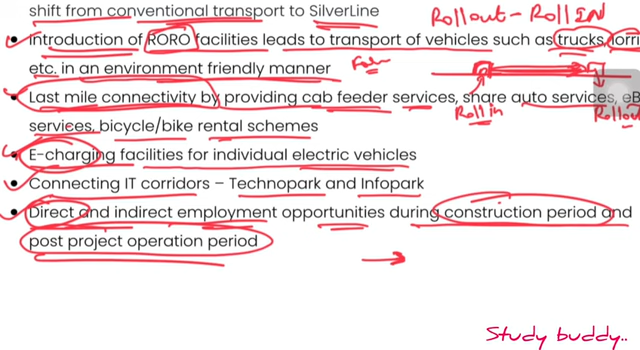 shift from conventional transport to SilverLine
Rollout - Roll IN
Introduction of RORO facilities leads to transport of vehicles such as trucks,
etc. in an environment friendly manner
Last mile connectivity by providing cab feeder services, share auto services,
Roll in
Rollout
services, bicycle/bike rental schemes
E-charging facilities for individual electric vehicles
Connecting IT corridors – Technopark and Infopark
Direct and indirect employment opportunities during construction period and
post project operation period
Study buddy..